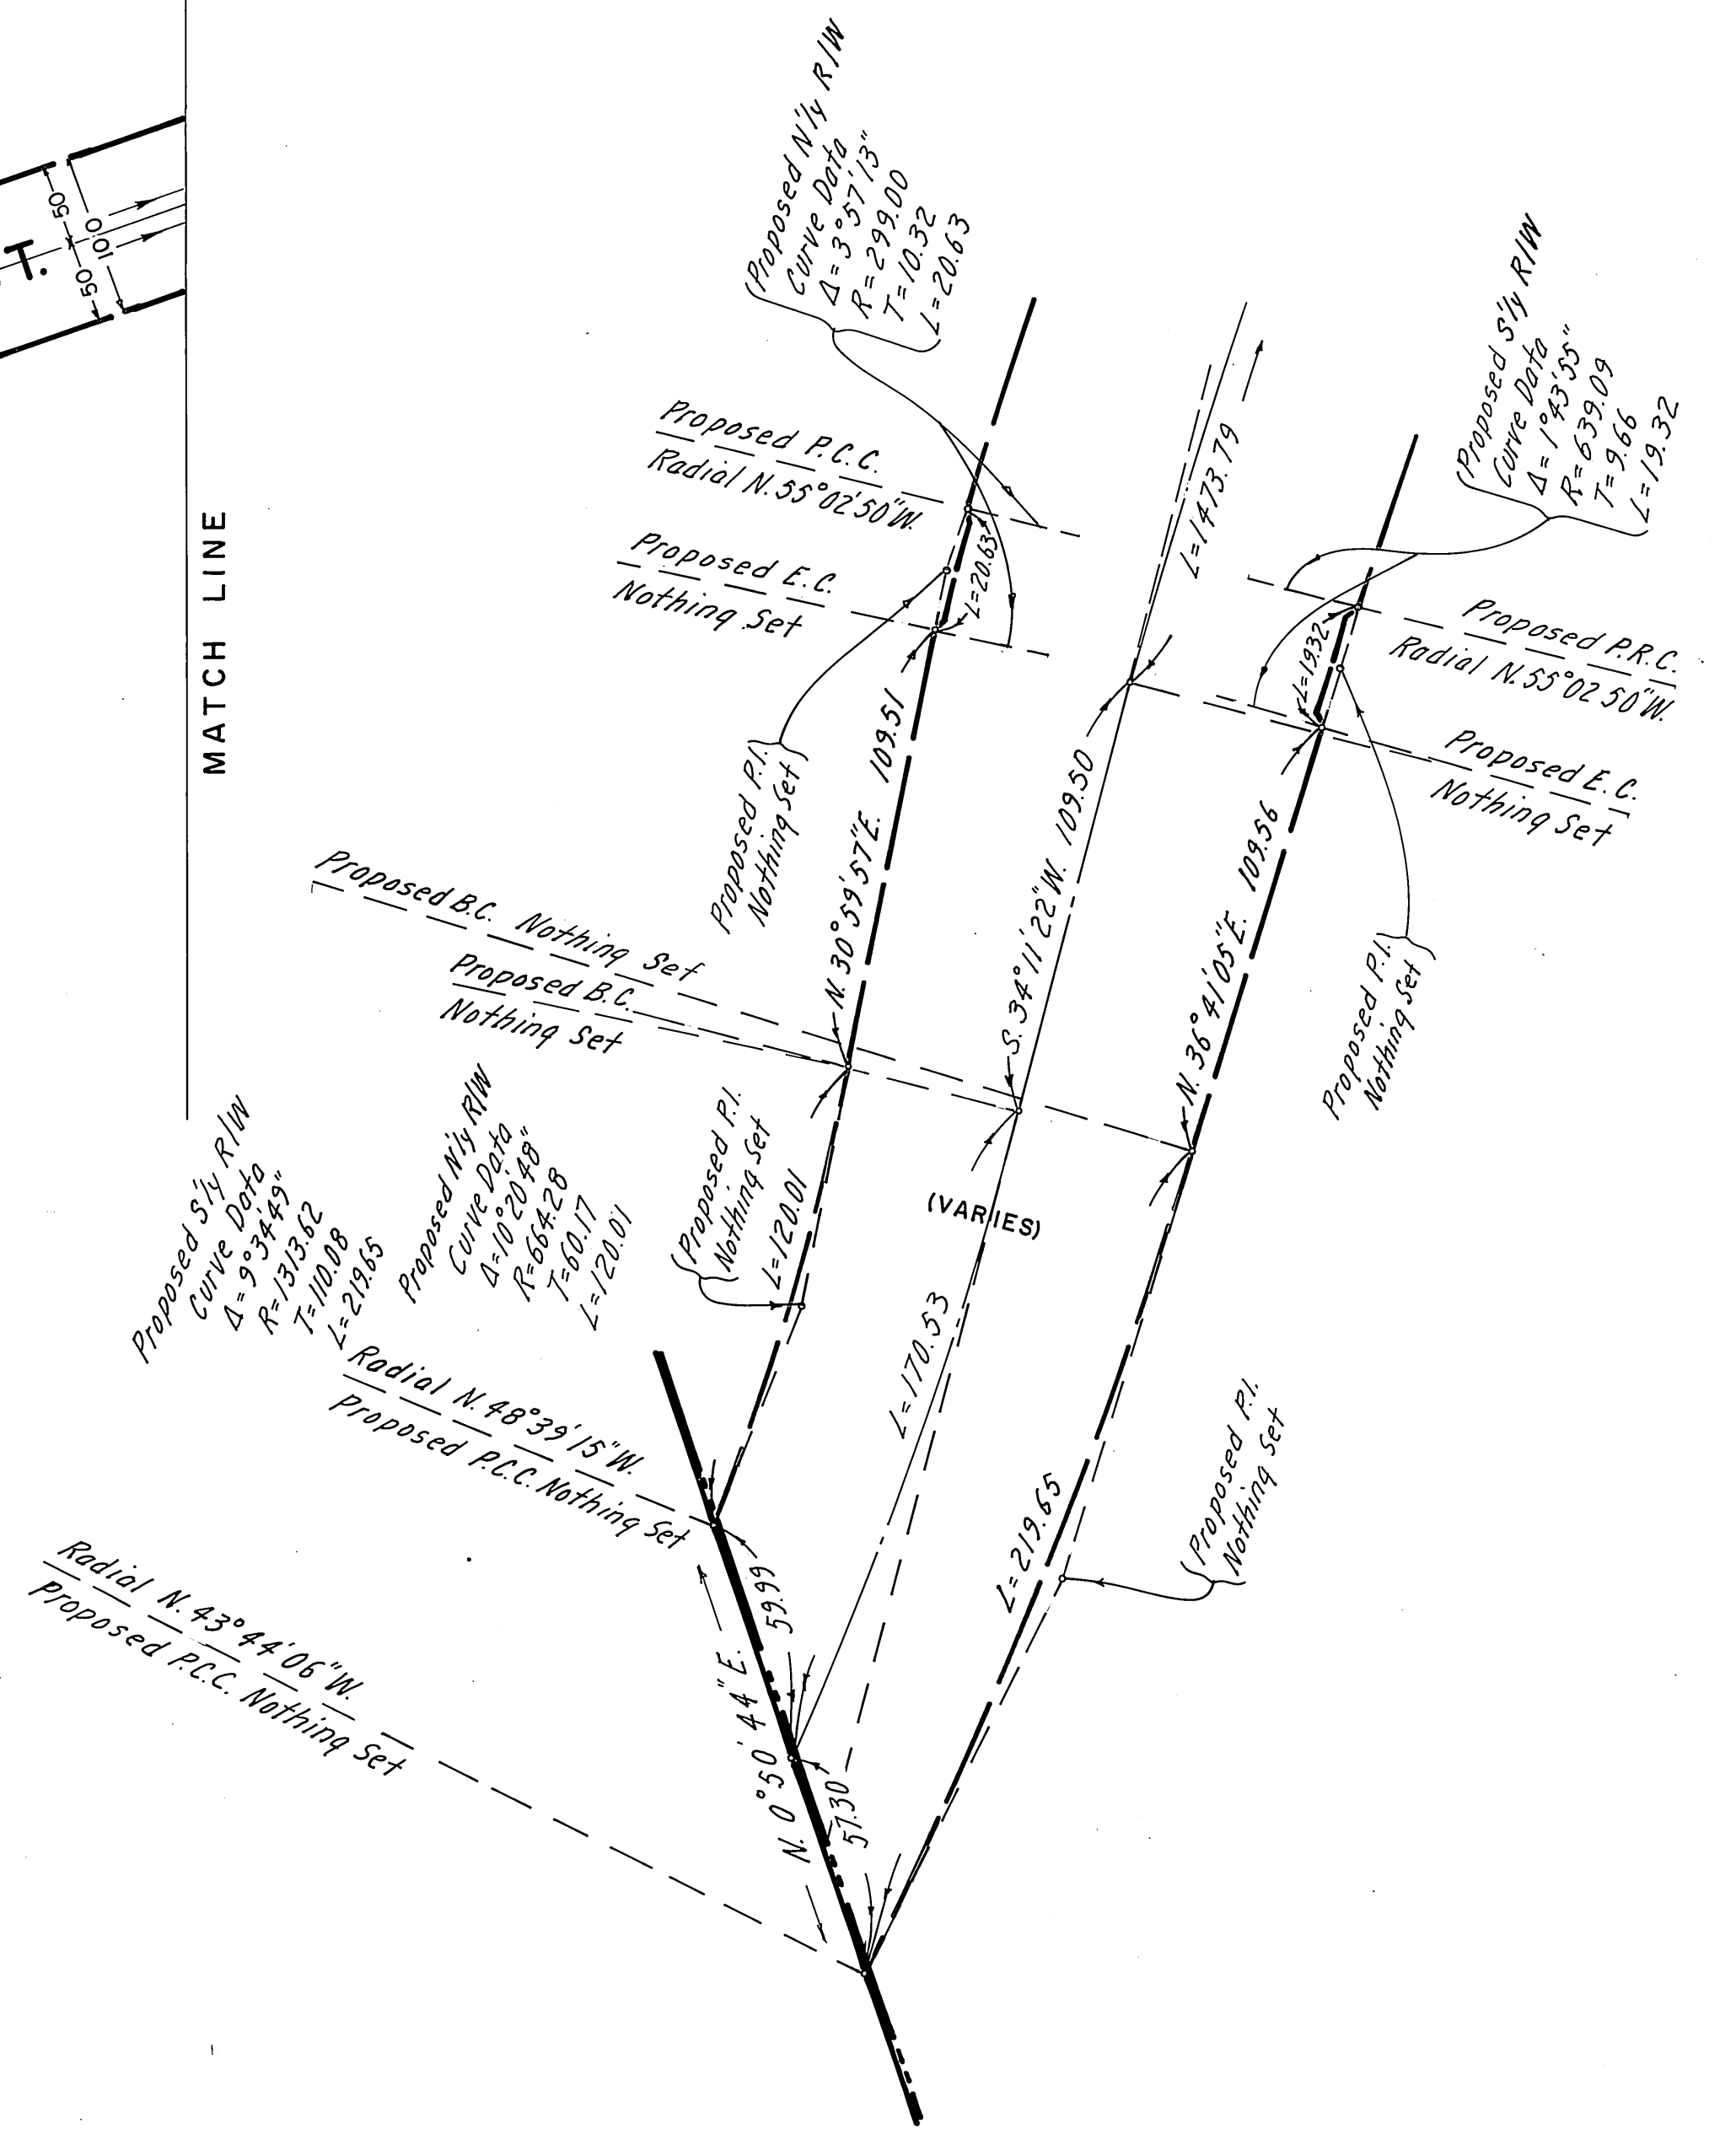 T.
50
50
100
MATCH LINE
Proposed N'ly R/W
Curve Data
Δ=3°57'13"
R=299.00
T=10.32
L=20.63
Proposed P.C.C.
Radial N.55°02'50"W.
Proposed E.C.
Nothing Set
L=20.63
L=1473.79
Proposed S'ly R/W
Curve Data
Δ=1°43'55"
R=639.09
T=9.66
L=19.32
L=19.32
Proposed P.R.C.
Radial N.55°02'50"W.
Proposed E.C.
Nothing Set
Proposed P.I.
Nothing Set
N.30°59'57"E. 109.51
S.34°11'22"W. 109.50
N.36°41'05"E. 109.56
Proposed P.I.
Nothing Set
Proposed B.C. Nothing Set
Proposed B.C.
Nothing Set
Proposed S'ly R/W
Curve Data
Δ=9°34'49"
R=1313.62
T=110.08
L=219.65
Proposed N'ly R/W
Curve Data
Δ=10°20'48"
R=664.28
T=60.17
L=120.01
Proposed P.I.
Nothing Set
L=120.01
(VARIES)
L=170.53
L=219.65
Proposed P.I.
Nothing Set
Radial N.48°39'15"W.
Proposed P.C.C. Nothing Set
59.99
N.0°50'44"E.
57.30
Radial N.43°44'06"W.
Proposed P.C.C. Nothing Set